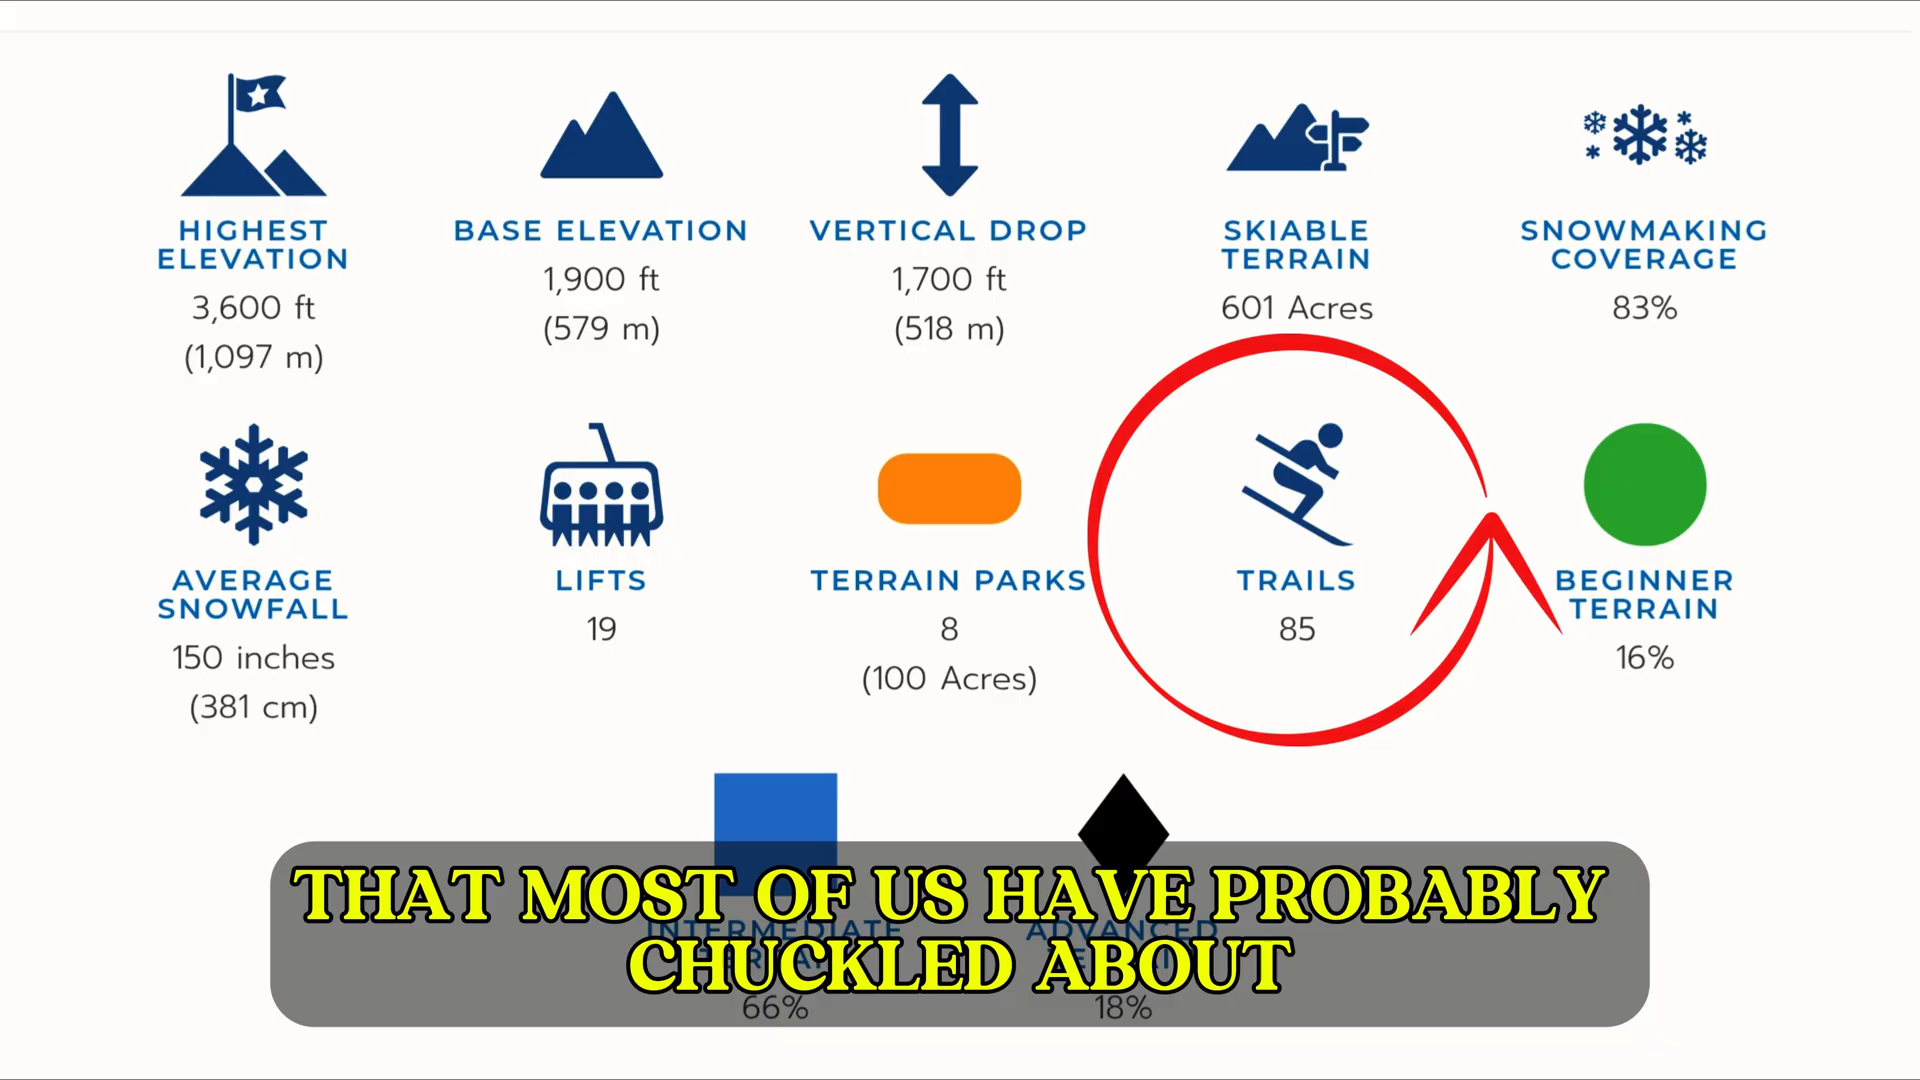 HIGHEST
ELEVATION
3,600 ft
(1,097 m)
BASE ELEVATION
1,900 ft
(579 m)
VERTICAL DROP
1,700 ft
(518 m)
SKIABLE
TERRAIN
601 Acres
SNOWMAKING
COVERAGE
83%
AVERAGE
SNOWFALL
150 inches
(381 cm)
LIFTS
19
TERRAIN PARKS
8
(100 Acres)
TRAILS
85
BEGINNER
TERRAIN
16%
INTERMEDIATE
66%
ADVANCED
18%
THAT MOST OF US HAVE PROBABLY
CHUCKLED ABOUT